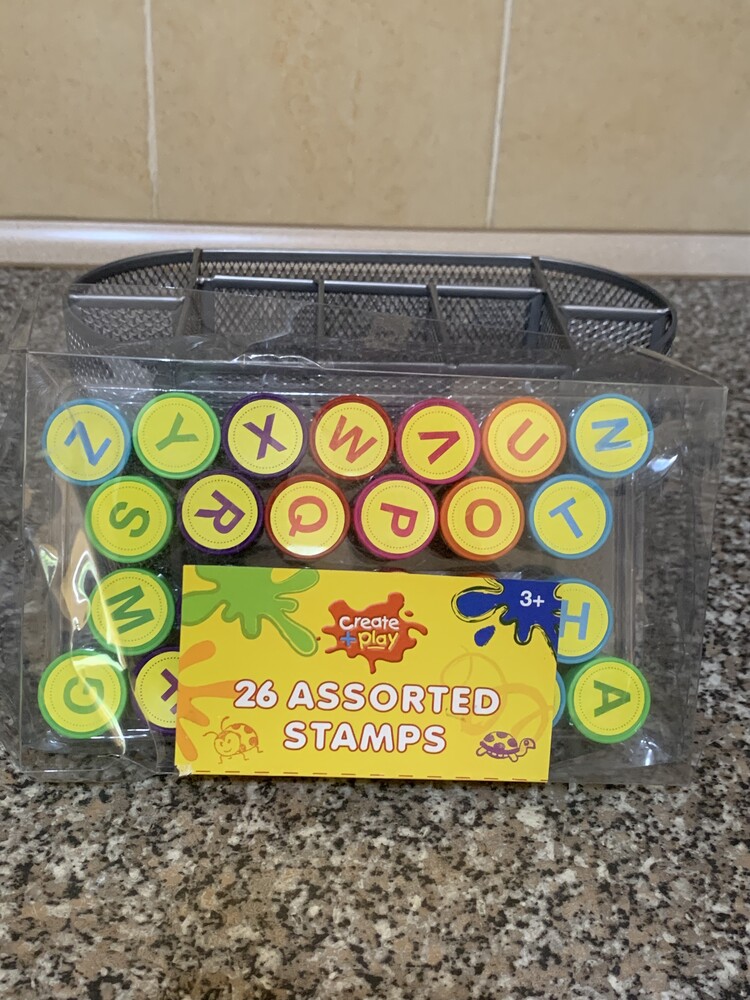 Z Y X W V U N
S R Q P O T
M H
G A
3+
Create
+ play
26 ASSORTED
STAMPS